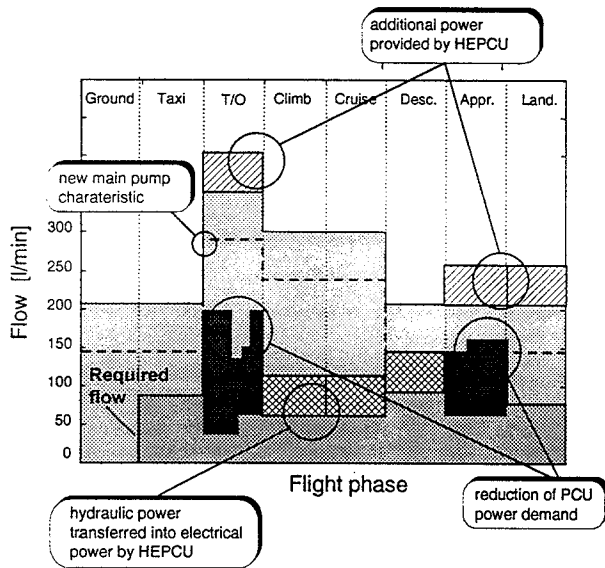 additional power
provided by HEPCU
Ground Taxi T/O Climb Cruise Desc. Appr. Land.
new main pump
charateristic
Flow [l/min]
300
250
200
150
100
50
0
Required
flow
Flight phase
hydraulic power
transferred into electrical
power by HEPCU
reduction of PCU
power demand